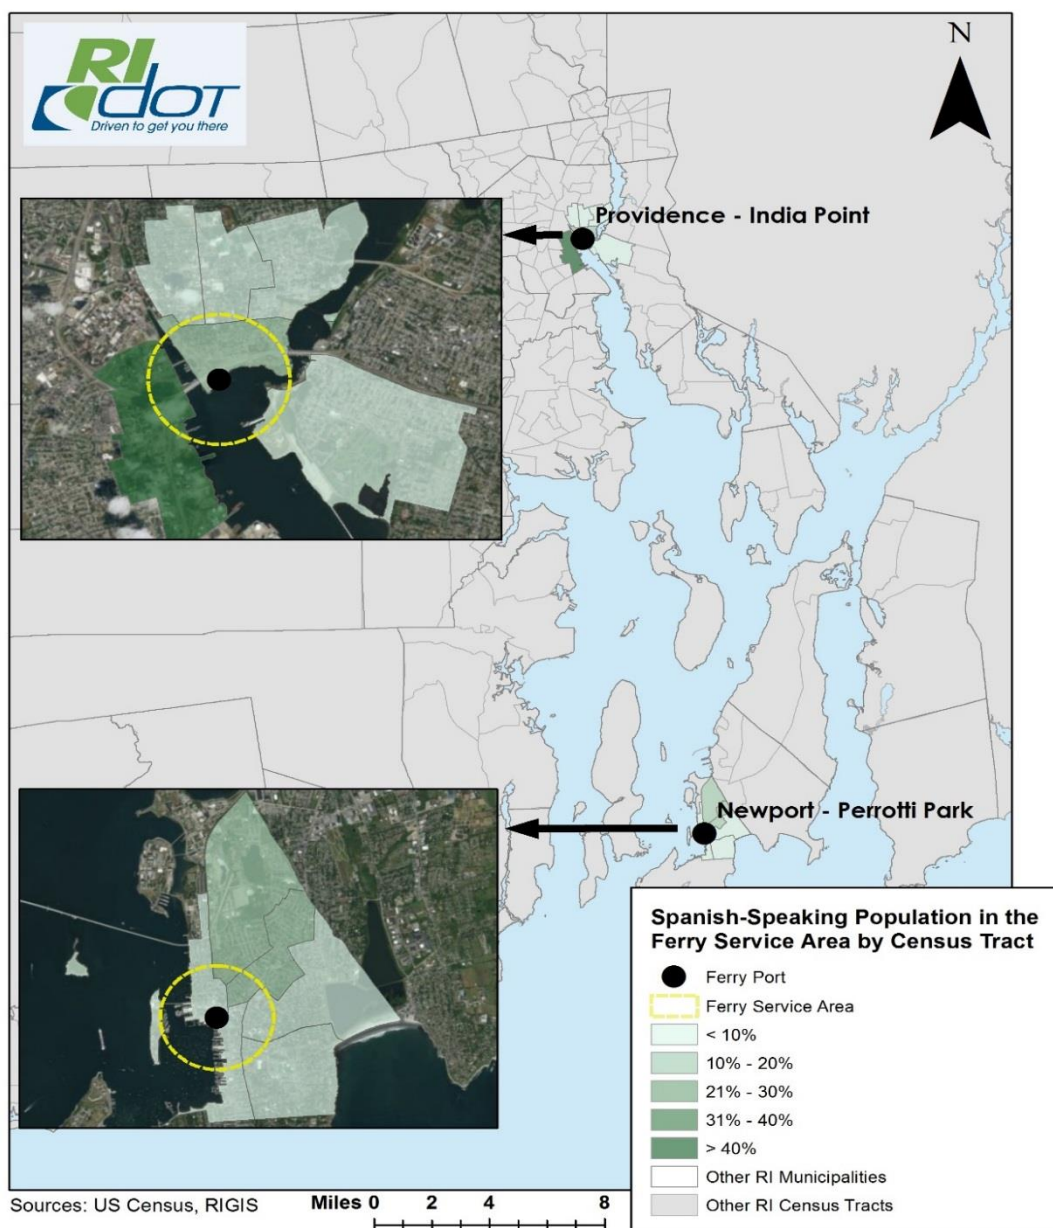 RI
DOT
Driven to get you there
N
Providence - India Point
Newport - Perrotti Park
Spanish-Speaking Population in the
Ferry Service Area by Census Tract
Ferry Port
Ferry Service Area
< 10%
10% - 20%
21% - 30%
31% - 40%
> 40%
Other RI Municipalities
Other RI Census Tracts
Sources: US Census, RIGIS
Miles 0 2 4 8